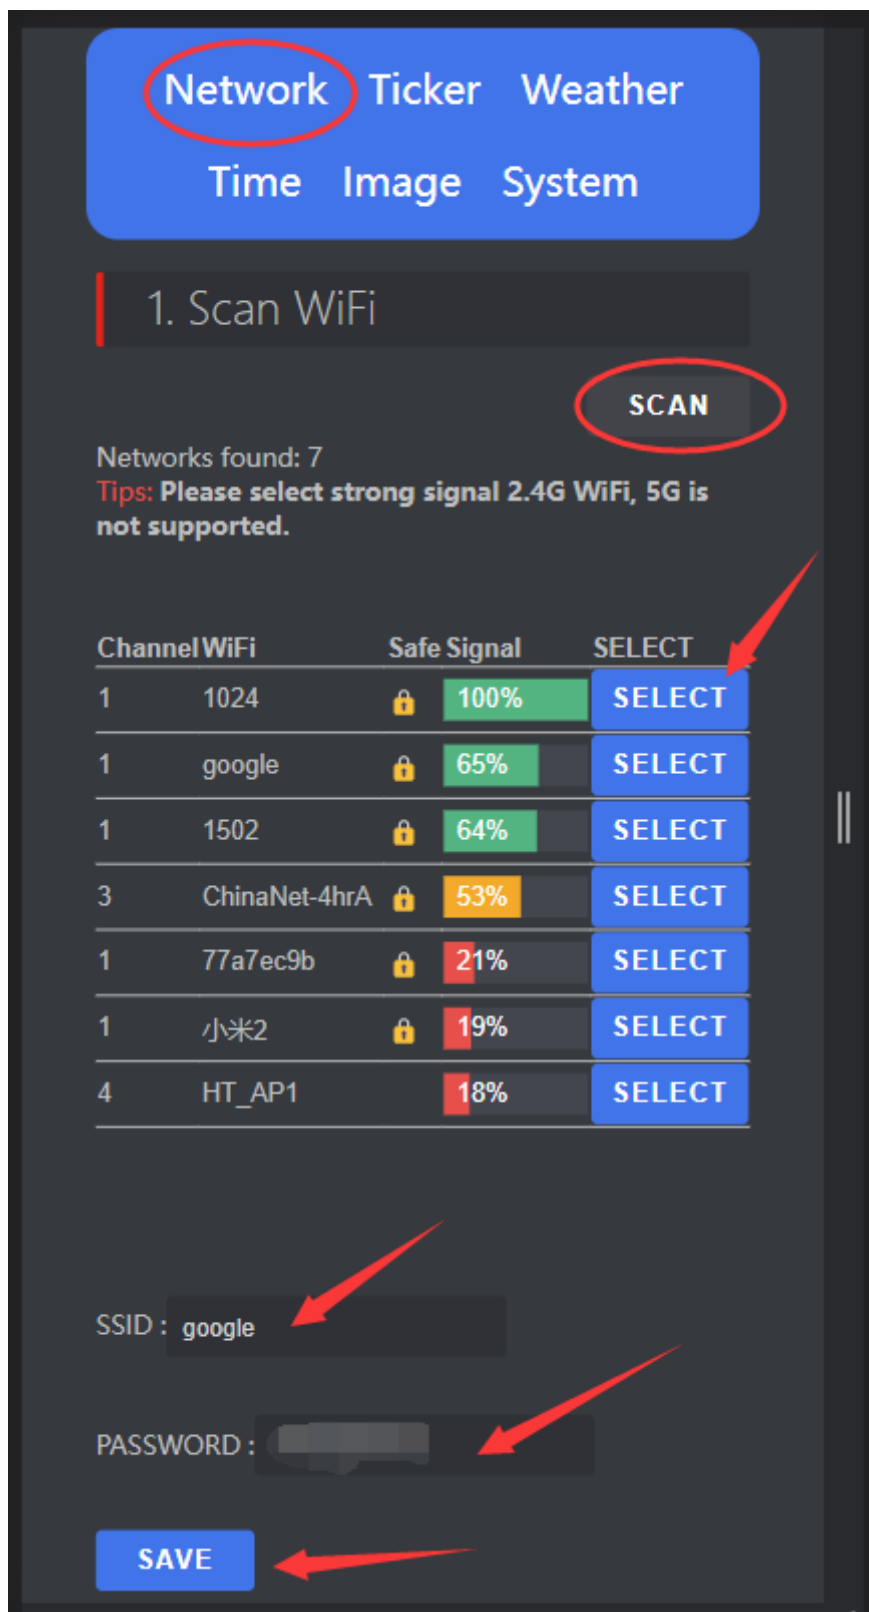 Network Ticker Weather
Time Image System
1. Scan WiFi
SCAN
Networks found: 7
Tips: Please select strong signal 2.4G WiFi, 5G is
not supported.
Channel WiFi Safe Signal SELECT
1 1024 100% SELECT
1 google 65% SELECT
1 1502 64% SELECT
3 ChinaNet-4hrA 53% SELECT
1 77a7ec9b 21% SELECT
1 小米2 19% SELECT
4 HT_AP1 18% SELECT
SSID : google
PASSWORD :
SAVE